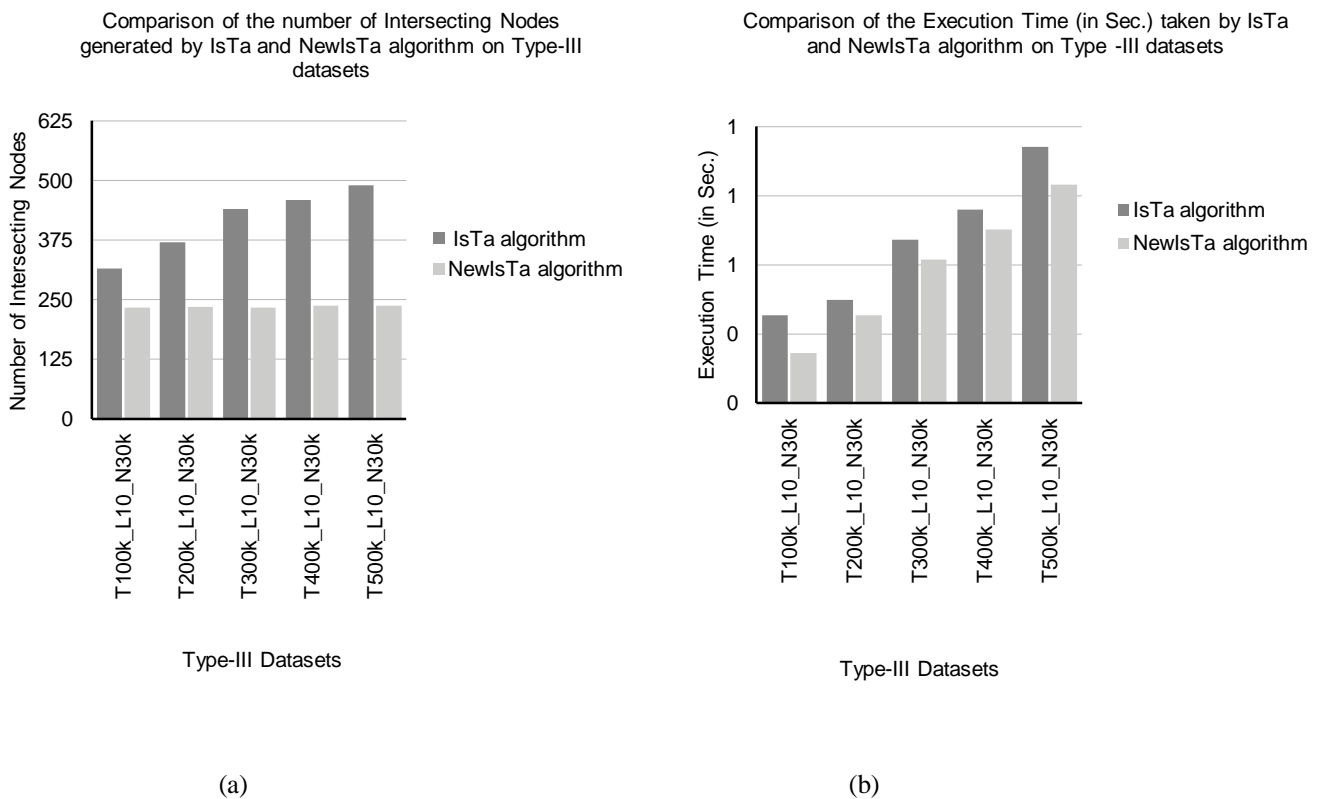 Comparison of the number of Intersecting Nodes
generated by IsTa and NewIsTa algorithm on Type-III
datasets
625
500
375
250
125
0
Number of Intersecting Nodes
IsTa algorithm
NewIsTa algorithm
T100k_L10_N30k
T200k_L10_N30k
T300k_L10_N30k
T400k_L10_N30k
T500k_L10_N30k
Type-III Datasets
(a)
Comparison of the Execution Time (in Sec.) taken by IsTa
and NewIsTa algorithm on Type -III datasets
1
1
1
0
0
Execution Time (in Sec.)
IsTa algorithm
NewIsTa algorithm
T100k_L10_N30k
T200k_L10_N30k
T300k_L10_N30k
T400k_L10_N30k
T500k_L10_N30k
Type-III Datasets
(b)